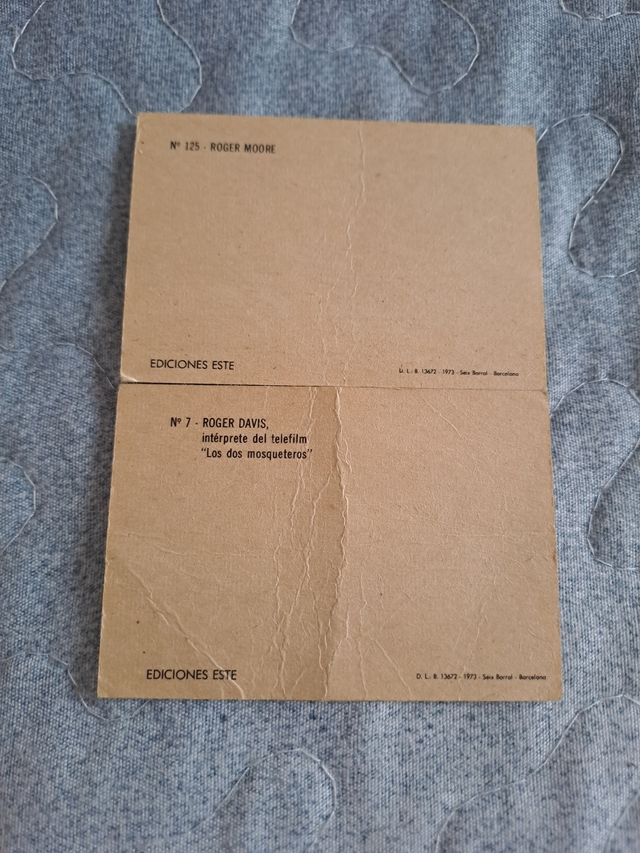 Nº 125 - ROGER MOORE
EDICIONES ESTE
D. L. B. 13672 - 1973 - Seix Barral - Barcelona
Nº 7 - ROGER DAVIS,
intérprete del telefilm
"Los dos mosqueteros"
EDICIONES ESTE
D. L. B. 13672 - 1973 - Seix Barral - Barcelona